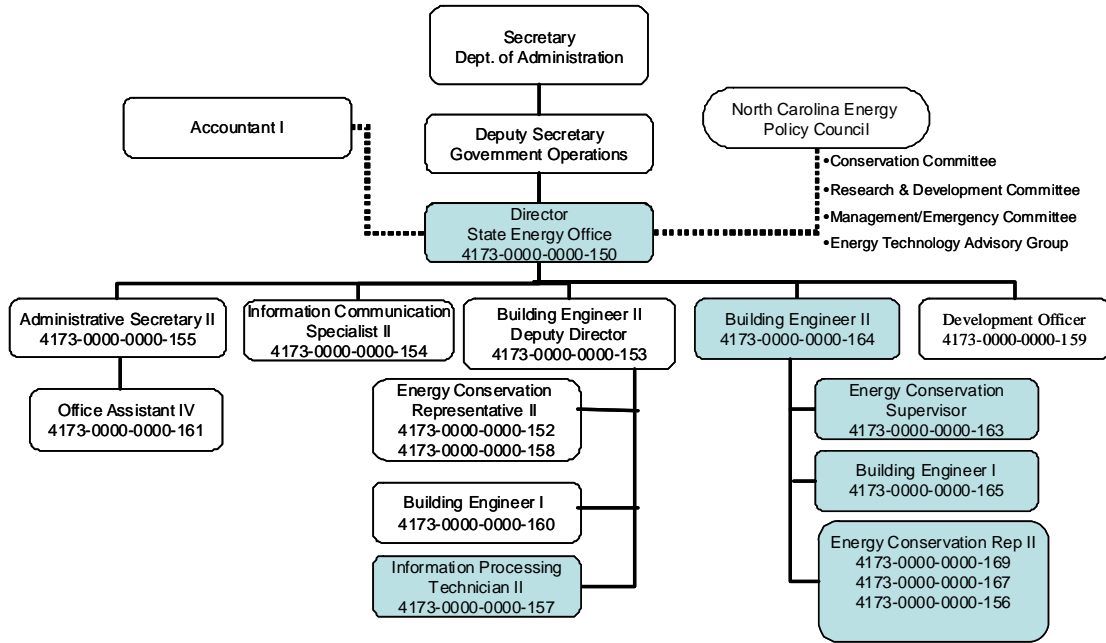 Secretary
Dept. of Administration
Accountant I
Deputy Secretary
Government Operations
North Carolina Energy
Policy Council
•Conservation Committee
•Research & Development Committee
•Management/Emergency Committee
•Energy Technology Advisory Group
Director
State Energy Office
4173-0000-0000-150
Administrative Secretary II
4173-0000-0000-155
Information Communication
Specialist II
4173-0000-0000-154
Building Engineer II
Deputy Director
4173-0000-0000-153
Building Engineer II
4173-0000-0000-164
Development Officer
4173-0000-0000-159
Office Assistant IV
4173-0000-0000-161
Energy Conservation
Representative II
4173-0000-0000-152
4173-0000-0000-158
Building Engineer I
4173-0000-0000-160
Information Processing
Technician II
4173-0000-0000-157
Energy Conservation
Supervisor
4173-0000-0000-163
Building Engineer I
4173-0000-0000-165
Energy Conservation Rep II
4173-0000-0000-169
4173-0000-0000-167
4173-0000-0000-156